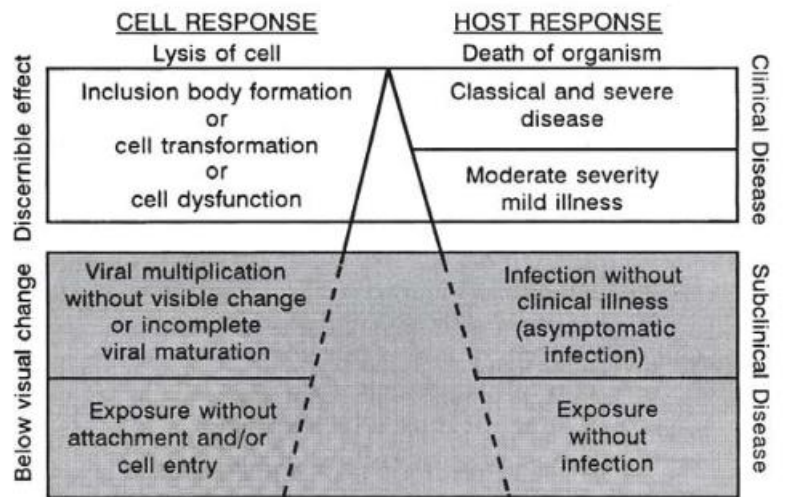 CELL RESPONSE
Lysis of cell
HOST RESPONSE
Death of organism
Discernible effect
Inclusion body formation
or
cell transformation
or
cell dysfunction
Classical and severe
disease
Moderate severity
mild illness
Clinical Disease
Below visual change
Viral multiplication
without visible change
or incomplete
viral maturation
Exposure without
attachment and/or
cell entry
Infection without
clinical illness
(asymptomatic
infection)
Exposure
without
infection
Subclinical Disease